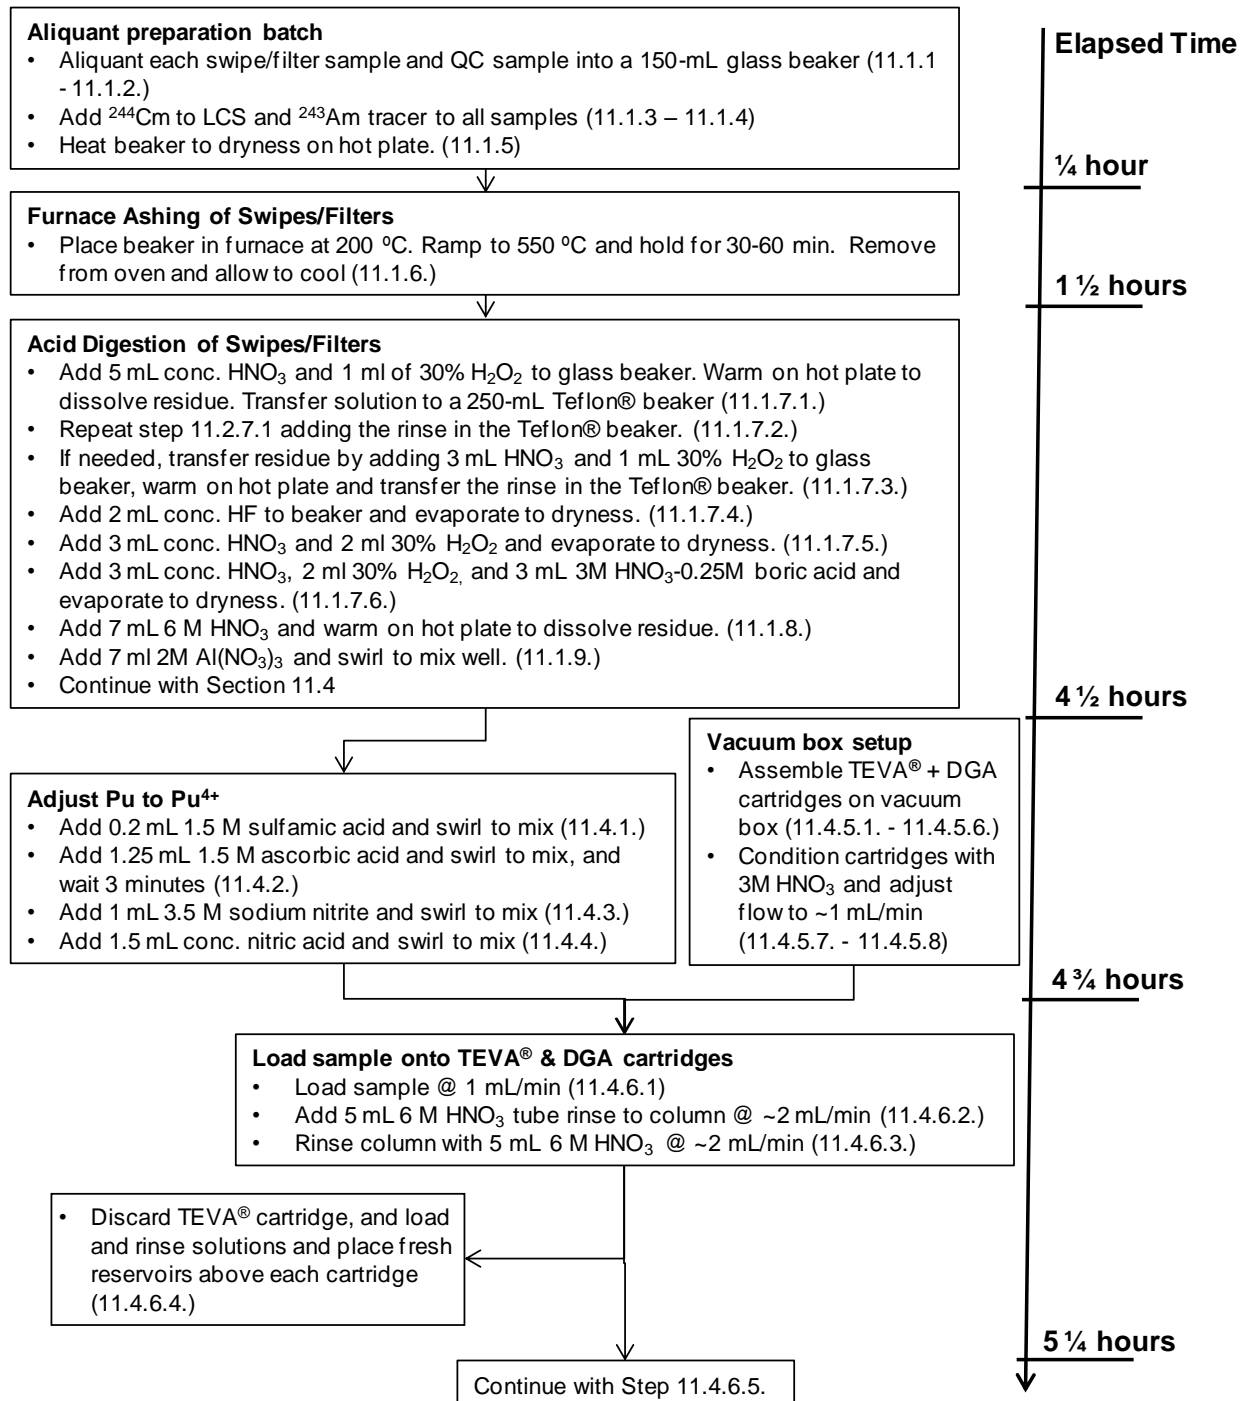 Aliquant preparation batch
• Aliquant each swipe/filter sample and QC sample into a 150-mL glass beaker (11.1.1
- 11.1.2.)
• Add ²⁴⁴Cm to LCS and ²⁴³Am tracer to all samples (11.1.3 – 11.1.4)
• Heat beaker to dryness on hot plate. (11.1.5)
Elapsed Time
¼ hour
Furnace Ashing of Swipes/Filters
• Place beaker in furnace at 200 ⁰C. Ramp to 550 ⁰C and hold for 30-60 min. Remove
from oven and allow to cool (11.1.6.)
1 ½ hours
Acid Digestion of Swipes/Filters
• Add 5 mL conc. HNO₃ and 1 ml of 30% H₂O₂ to glass beaker. Warm on hot plate to
dissolve residue. Transfer solution to a 250-mL Teflon® beaker (11.1.7.1.)
• Repeat step 11.2.7.1 adding the rinse in the Teflon® beaker. (11.1.7.2.)
• If needed, transfer residue by adding 3 mL HNO₃ and 1 mL 30% H₂O₂ to glass
beaker, warm on hot plate and transfer the rinse in the Teflon® beaker. (11.1.7.3.)
• Add 2 mL conc. HF to beaker and evaporate to dryness. (11.1.7.4.)
• Add 3 mL conc. HNO₃ and 2 ml 30% H₂O₂ and evaporate to dryness. (11.1.7.5.)
• Add 3 mL conc. HNO₃, 2 ml 30% H₂O₂, and 3 mL 3M HNO₃-0.25M boric acid and
evaporate to dryness. (11.1.7.6.)
• Add 7 mL 6 M HNO₃ and warm on hot plate to dissolve residue. (11.1.8.)
• Add 7 ml 2M Al(NO₃)₃ and swirl to mix well. (11.1.9.)
• Continue with Section 11.4
4 ½ hours
Adjust Pu to Pu⁴⁺
• Add 0.2 mL 1.5 M sulfamic acid and swirl to mix (11.4.1.)
• Add 1.25 mL 1.5 M ascorbic acid and swirl to mix, and
wait 3 minutes (11.4.2.)
• Add 1 mL 3.5 M sodium nitrite and swirl to mix (11.4.3.)
• Add 1.5 mL conc. nitric acid and swirl to mix (11.4.4.)
Vacuum box setup
• Assemble TEVA® + DGA
cartridges on vacuum
box (11.4.5.1. - 11.4.5.6.)
• Condition cartridges with
3M HNO₃ and adjust
flow to ~1 mL/min
(11.4.5.7. - 11.4.5.8)
4 ¾ hours
Load sample onto TEVA® & DGA cartridges
• Load sample @ 1 mL/min (11.4.6.1)
• Add 5 mL 6 M HNO₃ tube rinse to column @ ~2 mL/min (11.4.6.2.)
• Rinse column with 5 mL 6 M HNO₃ @ ~2 mL/min (11.4.6.3.)
• Discard TEVA® cartridge, and load
and rinse solutions and place fresh
reservoirs above each cartridge
(11.4.6.4.)
5 ¼ hours
Continue with Step 11.4.6.5.